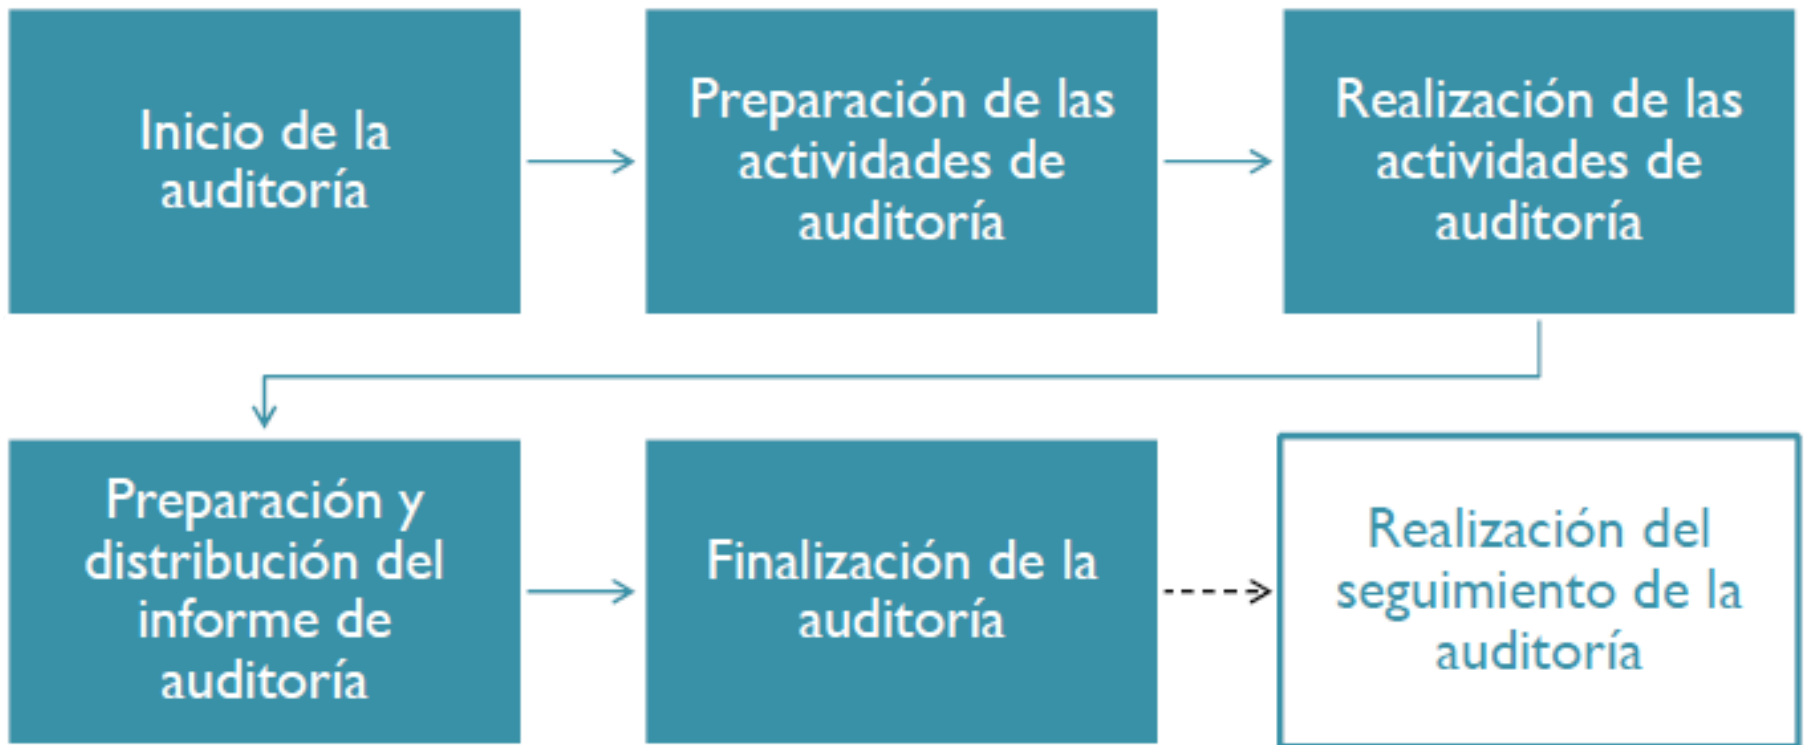 Inicio de la
auditoría
Preparación de las
actividades de
auditoría
Realización de las
actividades de
auditoría
Preparación y
distribución del
informe de
auditoría
Finalización de la
auditoría
Realización del
seguimiento de la
auditoría